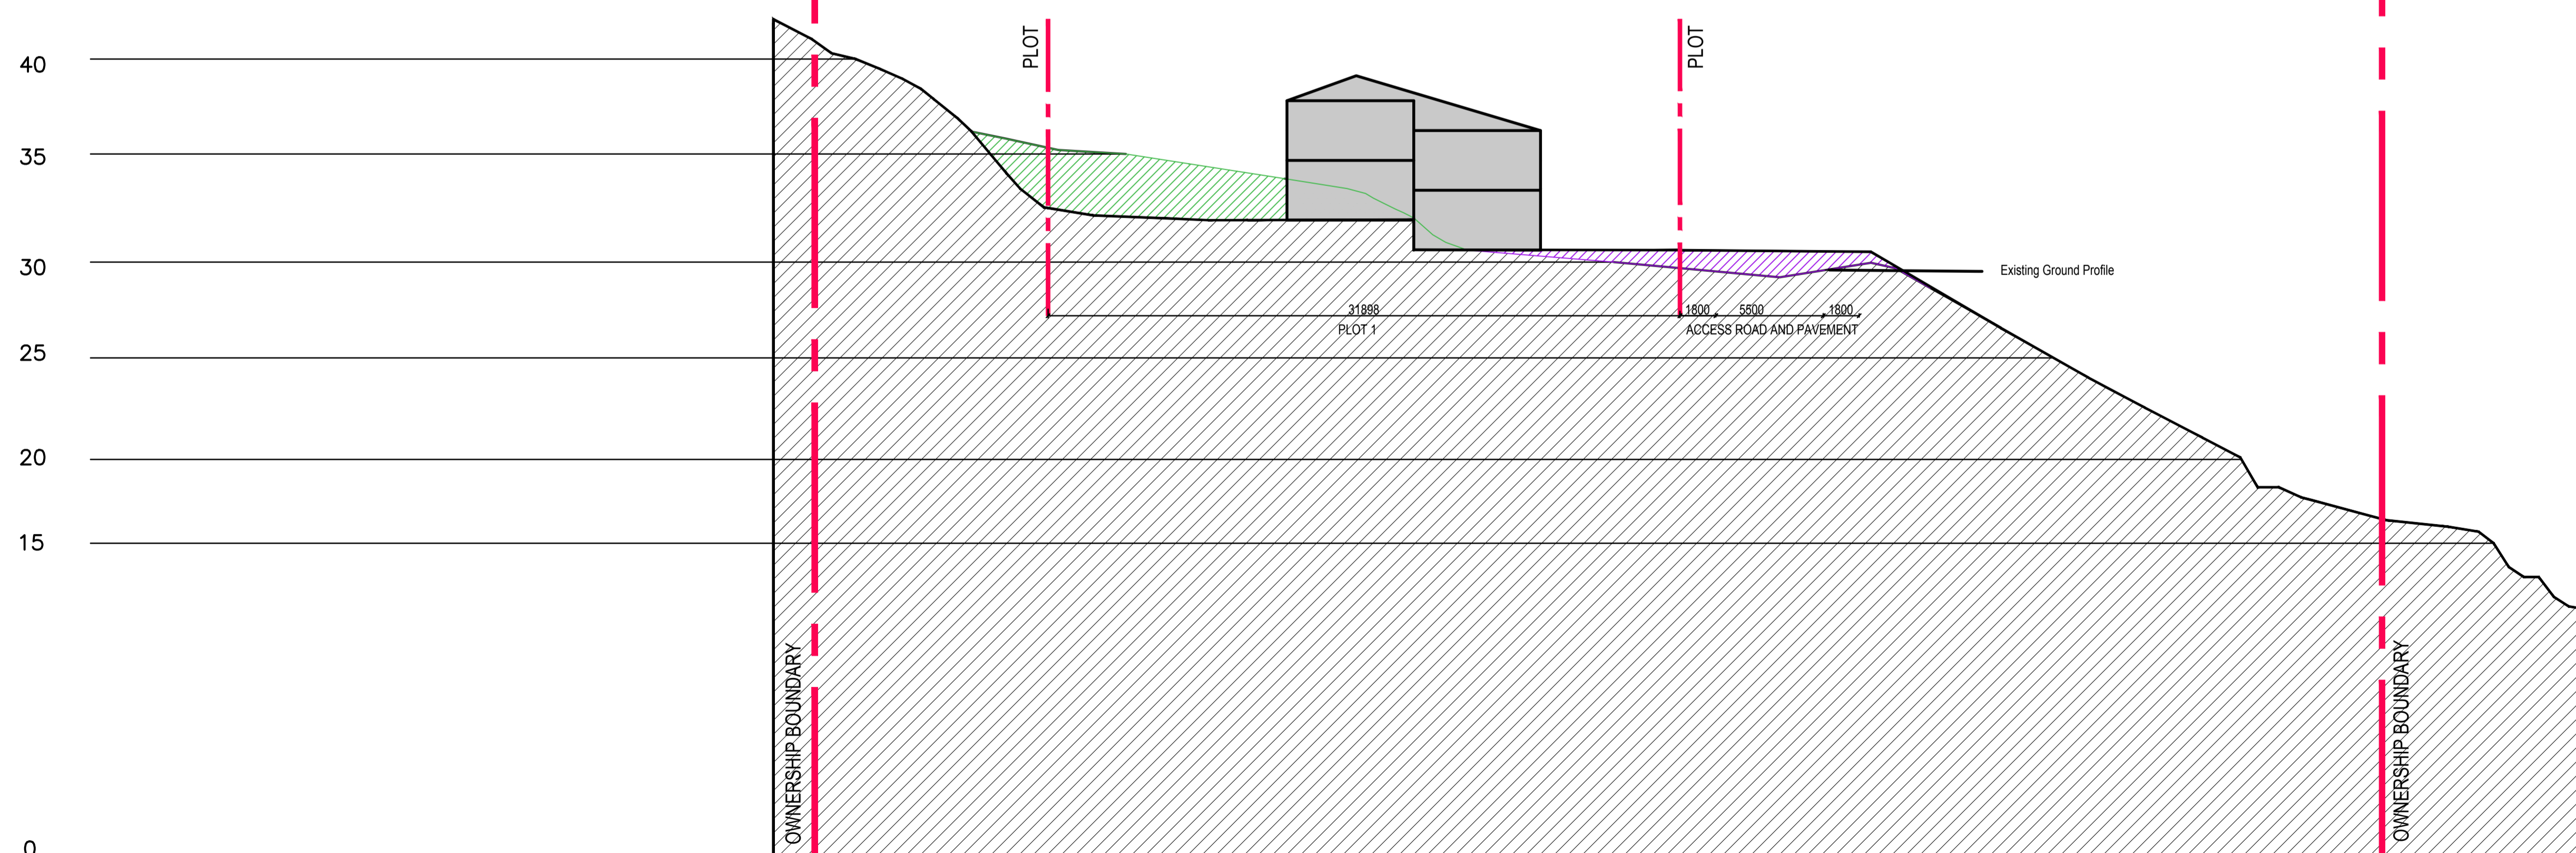 PLOT
PLOT
40
35
30
25
20
15
0
Existing Ground Profile
31898
1800
5500
1800
PLOT 1
ACCESS ROAD AND PAVEMENT
OWNERSHIP BOUNDARY
OWNERSHIP BOUNDARY